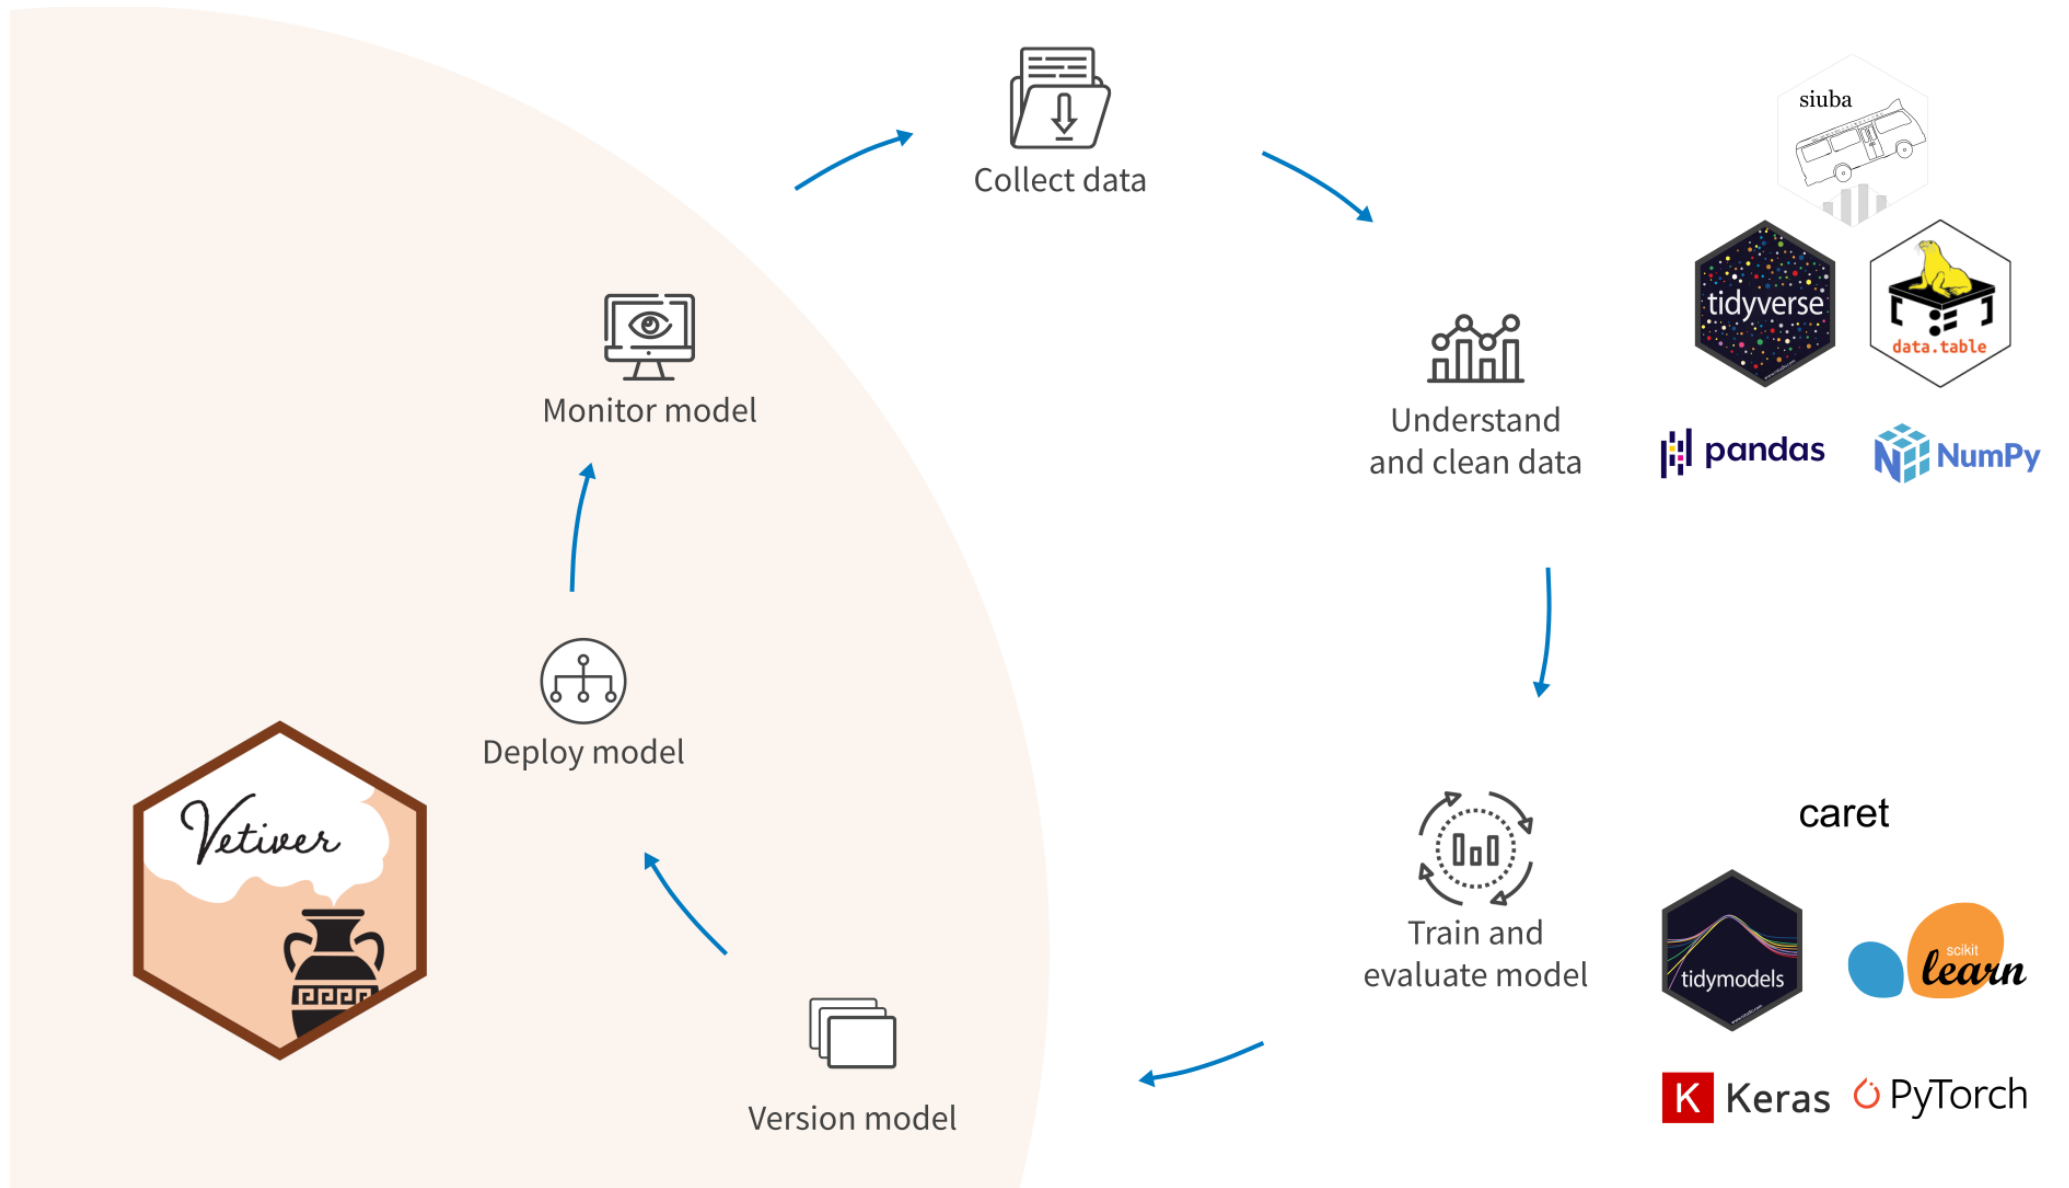 Collect data
siuba
tidyverse
data.table
Understand
and clean data
pandas
NumPy
Monitor model
Deploy model
Vetiver
caret
Train and
evaluate model
tidymodels
scikit
learn
Keras
K
PyTorch
Version model